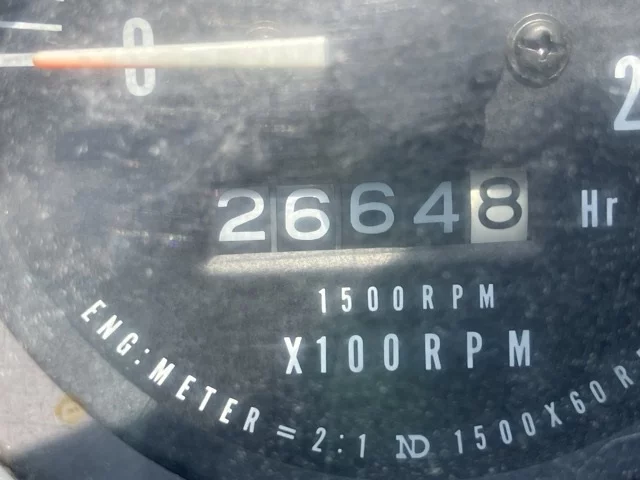 0
2
26648 Hr
1500RPM
X100RPM
ENG:METER=2:1 ND 1500X60R